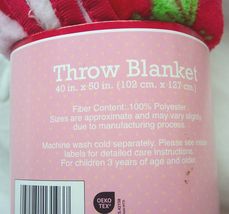 Throw Blanket
40 in. x 50 in. (102 cm. x 127 cm.)
Fiber Content: 100% Polyester
Sizes are approximate and may vary slightly
due to manufacturing process.
Machine wash cold separately. Please see
labels for detailed care instructions.
For children 3 years of age and older.
OEKO
TEX®